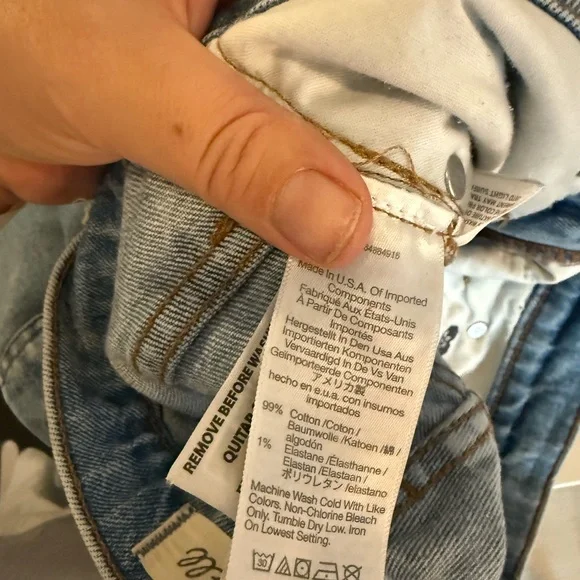 64884916
Made In U.S.A. Of Imported
Components
Fabriqué Aux États-Unis
À Partir De Composants
Importés
Hergestellt In Den Usa Aus
Importierten Komponenten
Vervaardigd In De Vs Van
Geimporteerde Componenten
アメリカ製
hecho en e.u.a. con insumos
importados
99% Cotton /Coton /
Baumwolle /Katoen /綿 /
algodón
1% Elastane /Élasthanne /
Elastan /Elastaan /
ポリウレタン /elastano
Machine Wash Cold With Like
Colors. Non-Chlorine Bleach
Only. Tumble Dry Low. Iron
On Lowest Setting.
30
REMOVE BEFORE WA
QUITAR